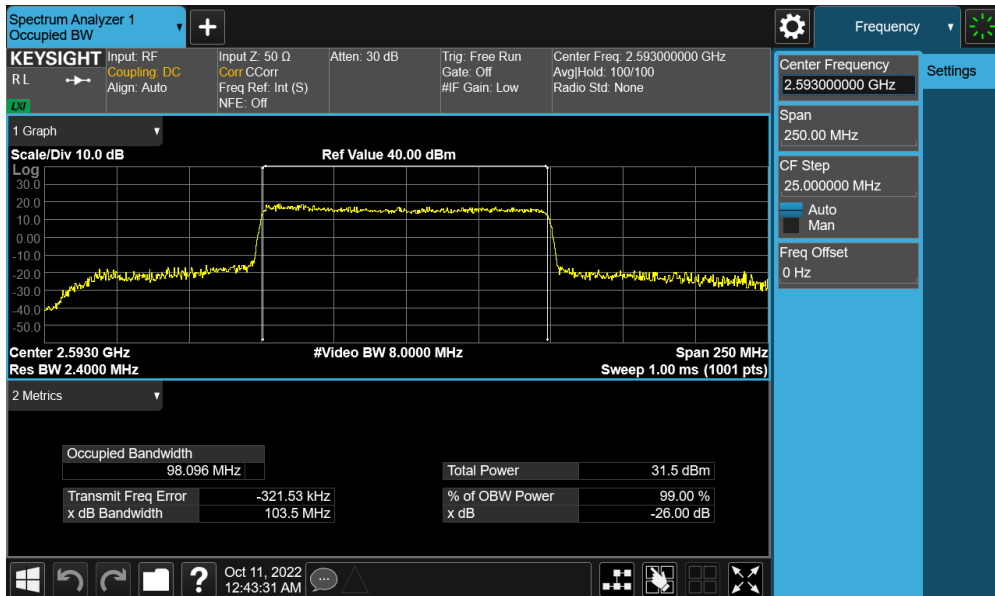 Spectrum Analyzer 1
Occupied BW
Frequency
KEYSIGHT
R L
LXI
Input: RF
Coupling: DC
Align: Auto
Input Z: 50 Ω
Corr CCorr
Freq Ref: Int (S)
NFE: Off
Atten: 30 dB
Trig: Free Run
Gate: Off
#IF Gain: Low
Center Freq: 2.593000000 GHz
Avg|Hold: 100/100
Radio Std: None
Center Frequency
2.593000000 GHz
Settings
Span
250.00 MHz
CF Step
25.000000 MHz
Auto
Man
Freq Offset
0 Hz
1 Graph
Scale/Div 10.0 dB
Ref Value 40.00 dBm
Log
30.0
20.0
10.0
0.00
-10.0
-20.0
-30.0
-40.0
-50.0
Center 2.5930 GHz
#Video BW 8.0000 MHz
Span 250 MHz
Res BW 2.4000 MHz
Sweep 1.00 ms (1001 pts)
2 Metrics
Occupied Bandwidth
98.096 MHz
Total Power
31.5 dBm
Transmit Freq Error
-321.53 kHz
% of OBW Power
99.00 %
x dB Bandwidth
103.5 MHz
x dB
-26.00 dB
Oct 11, 2022
12:43:31 AM